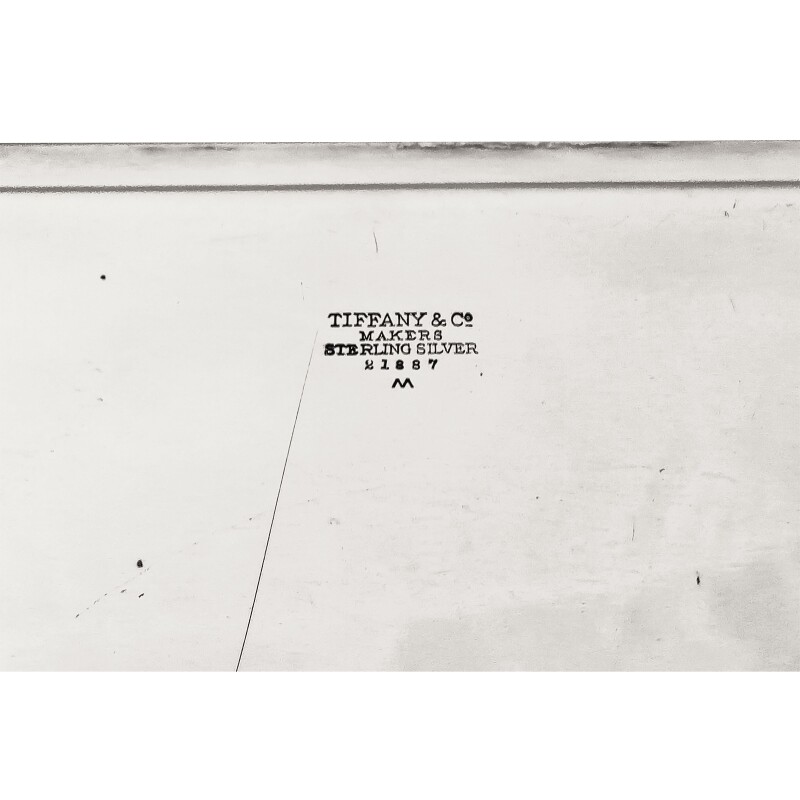 TIFFANY & Cº
MAKERS
STERLING SILVER
21887
M